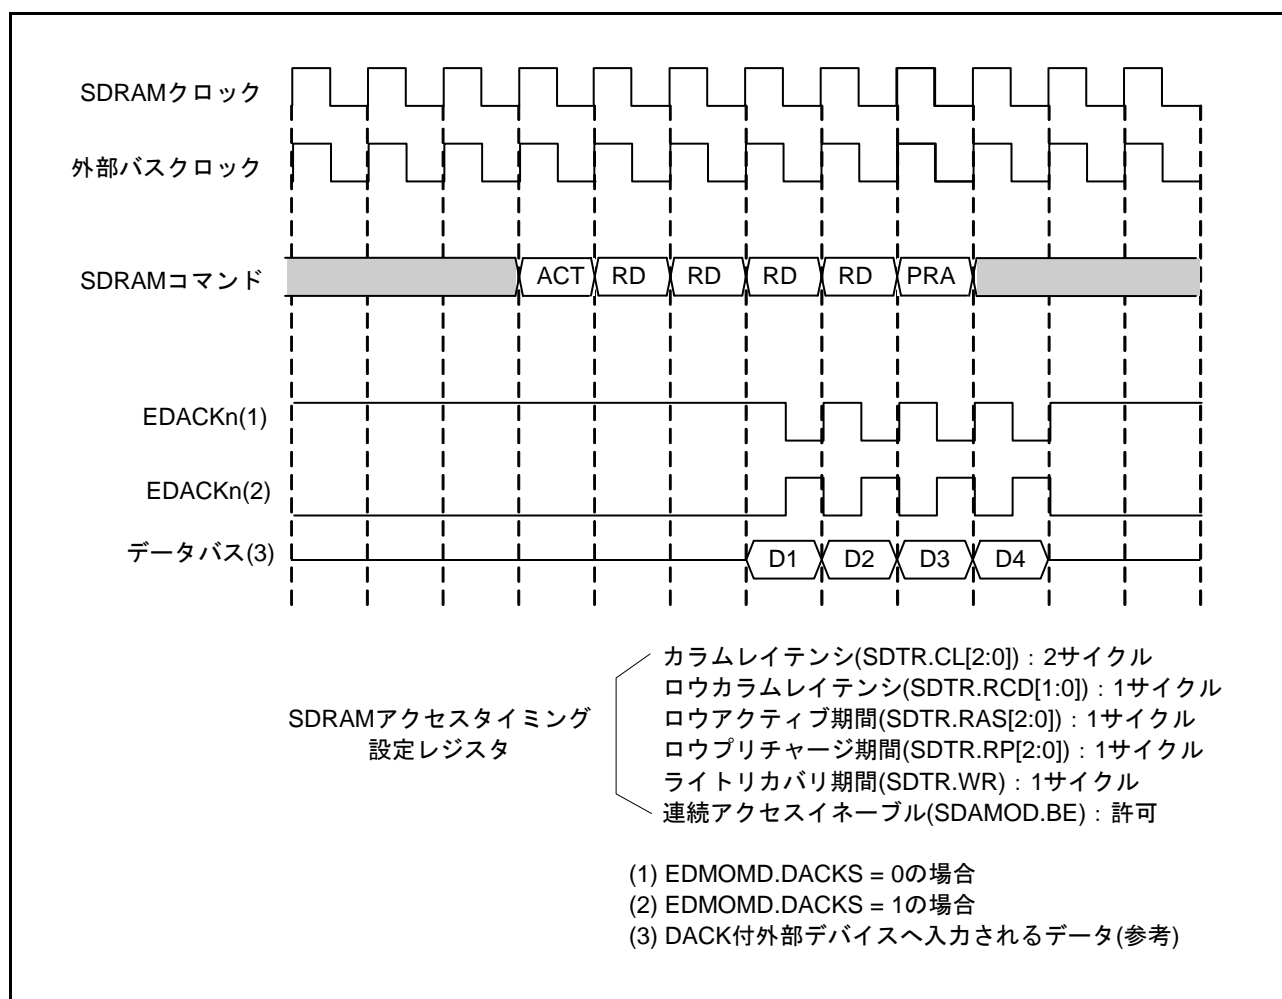 SDRAMクロック
外部バスクロック
SDRAMコマンド
ACT RD RD RD RD PRA
EDACKn(1)
EDACKn(2)
データバス(3)
D1 D2 D3 D4
SDRAMアクセスタイミング
設定レジスタ
カラムレイテンシ(SDTR.CL[2:0])：2サイクル
ロウカラムレイテンシ(SDTR.RCD[1:0])：1サイクル
ロウアクティブ期間(SDTR.RAS[2:0])：1サイクル
ロウプリチャージ期間(SDTR.RP[2:0])：1サイクル
ライトリカバリ期間(SDTR.WR)：1サイクル
連続アクセスイネーブル(SDAMOD.BE)：許可
(1) EDMOMD.DACKS = 0の場合
(2) EDMOMD.DACKS = 1の場合
(3) DACK付外部デバイスへ入力されるデータ(参考)